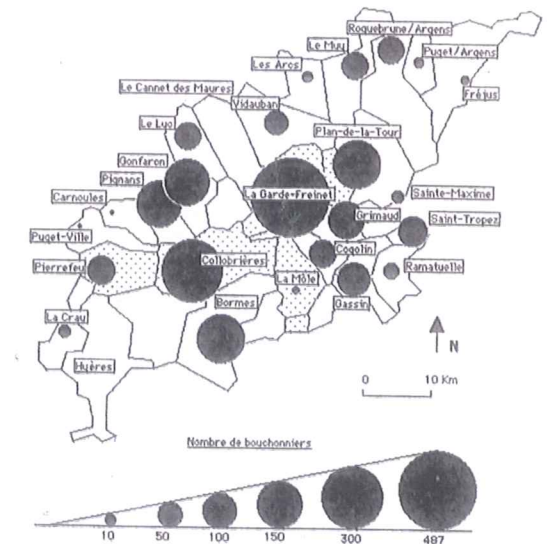 Roquebrune/Argens
Le Muy
Puget/Argens
Les Arcs
Fréjus
Le Cannet des Maures
Vidauban
Le Luc
Plan-de-la-Tour
Gonfaron
Pignans
La Garde-Freinet
Sainte-Maxime
Carnoules
Grimaud
Saint-Tropez
Puget-Ville
Cogolin
Pierrefeu
Collobrières
Ramatuelle
La Môle
Bormes
Gassin
La Crau
N
Hyères
0 10 Km
Nombre de bouchonniers
10 50 100 150 300 487